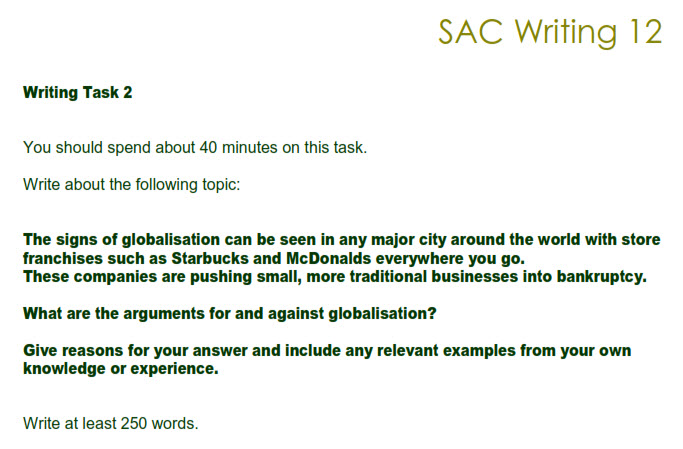 SAC Writing 12
Writing Task 2
You should spend about 40 minutes on this task.
Write about the following topic:
The signs of globalisation can be seen in any major city around the world with store
franchises such as Starbucks and McDonalds everywhere you go.
These companies are pushing small, more traditional businesses into bankruptcy.
What are the arguments for and against globalisation?
Give reasons for your answer and include any relevant examples from your own
knowledge or experience.
Write at least 250 words.